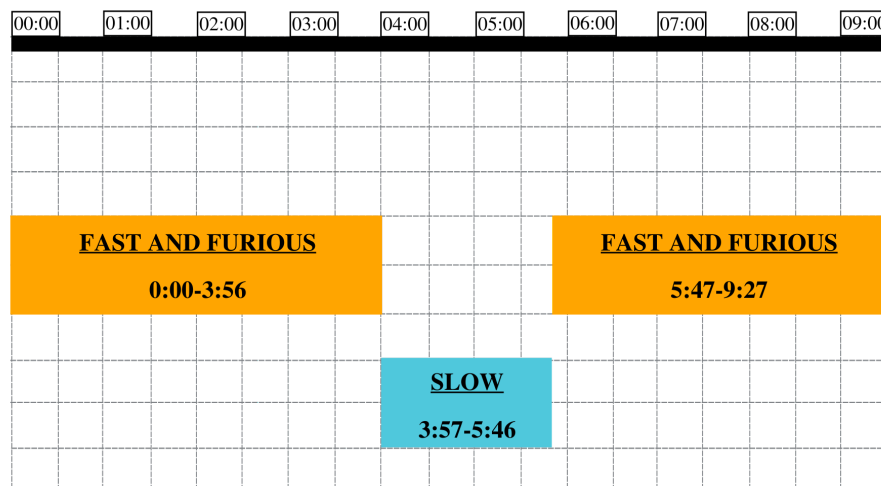 00:00 01:00 02:00 03:00 04:00 05:00 06:00 07:00 08:00 09:00
FAST AND FURIOUS
0:00-3:56
FAST AND FURIOUS
5:47-9:27
SLOW
3:57-5:46